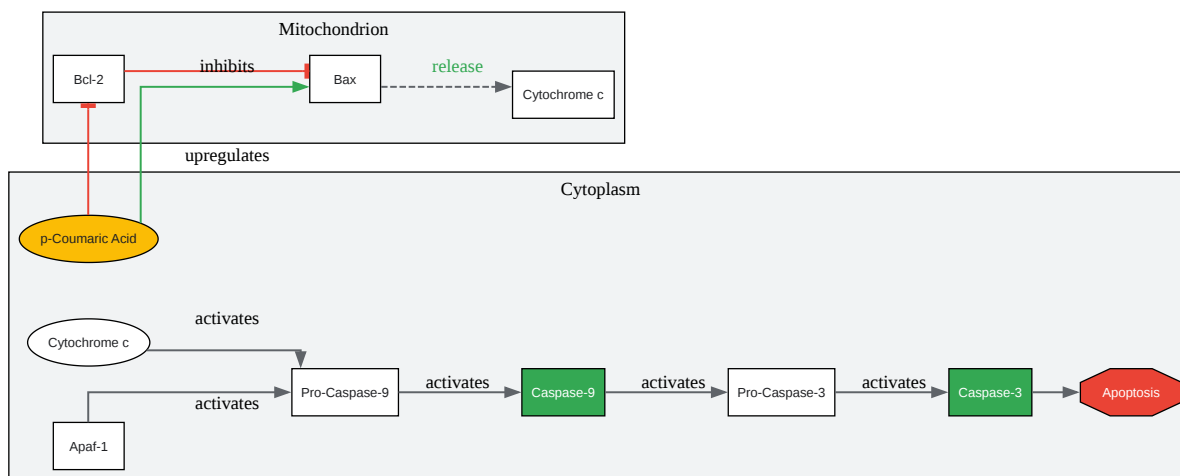 Mitochondrion
Bcl-2
inhibits
Bax
release
Cytochrome c
upregulates
Cytoplasm
p-Coumaric Acid
Cytochrome c
activates
activates
Apaf-1
Pro-Caspase-9
activates
Caspase-9
activates
Pro-Caspase-3
activates
Caspase-3
Apoptosis